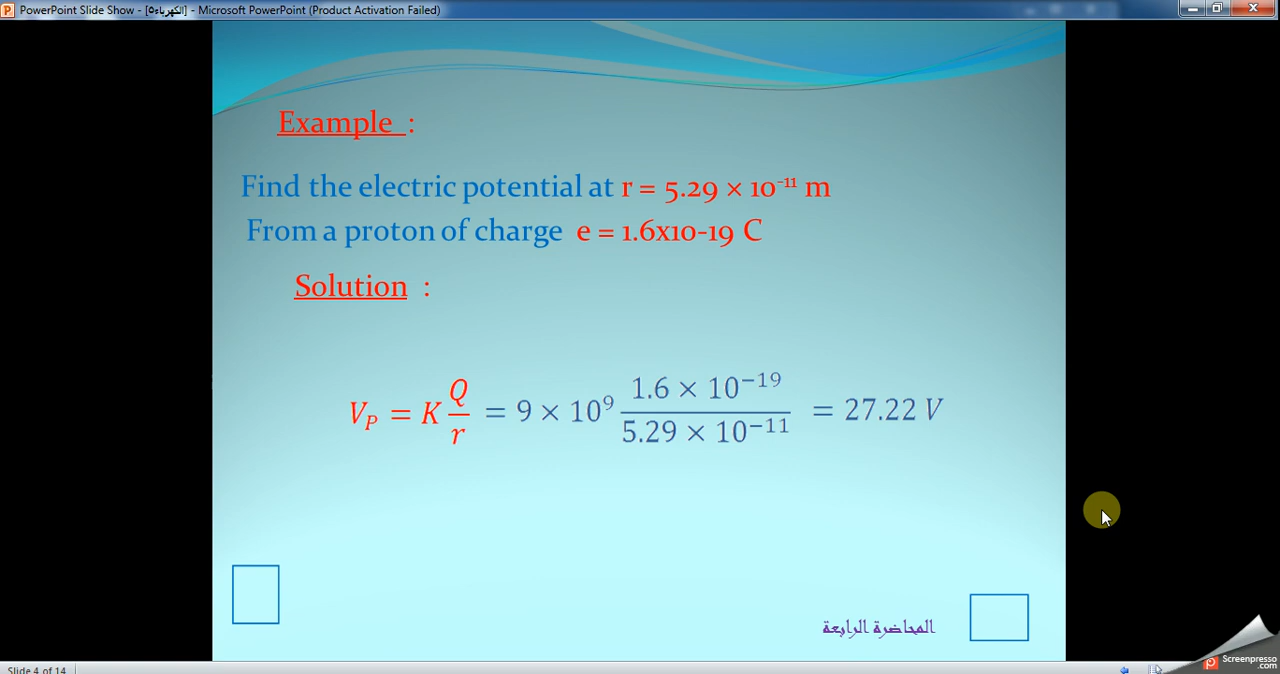 PowerPoint Slide Show - [الكهرباء٥] - Microsoft PowerPoint (Product Activation Failed)
Example :
Find the electric potential at r = 5.29 × 10⁻¹¹ m
From a proton of charge e = 1.6x10-19 C
Solution :
V_P = K Q/r = 9 × 10⁹ (1.6 × 10⁻¹⁹)/(5.29 × 10⁻¹¹) = 27.22 V
المحاضرة الرابعة
Slide 4 of 14
Screenpresso
.com